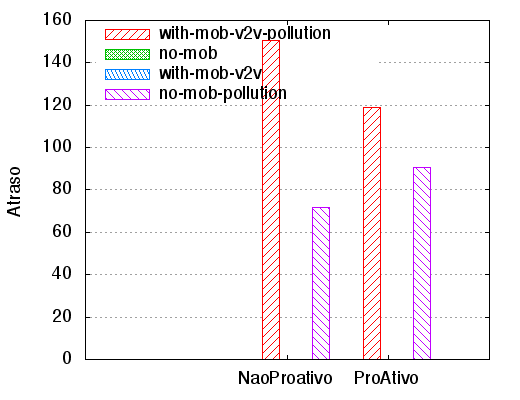 160
140
120
100
80
60
40
20
0
Atraso
with-mob-v2v-pollution
no-mob
with-mob-v2v
no-mob-pollution
NaoProativo ProAtivo